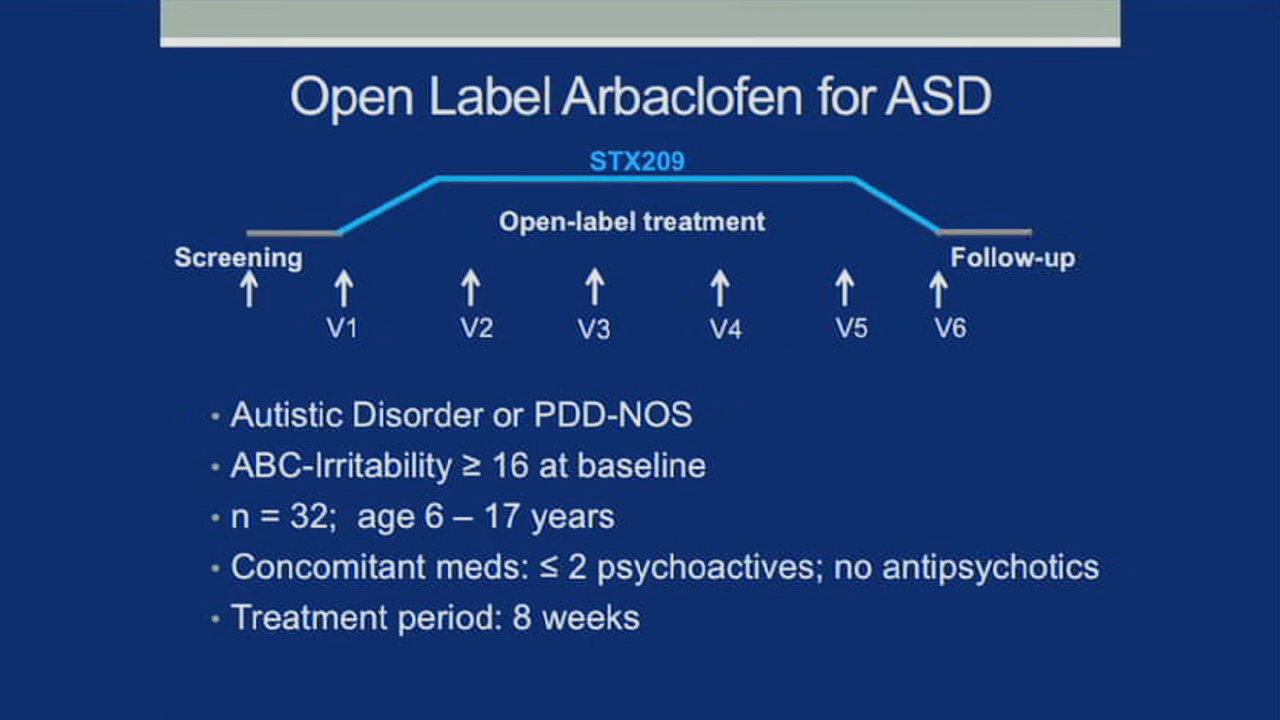 Open Label Arbaclofen for ASD
STX209
Open-label treatment
Screening
Follow-up
V1 V2 V3 V4 V5 V6
• Autistic Disorder or PDD-NOS
• ABC-Irritability ≥ 16 at baseline
• n = 32; age 6 – 17 years
• Concomitant meds: ≤ 2 psychoactives; no antipsychotics
• Treatment period: 8 weeks